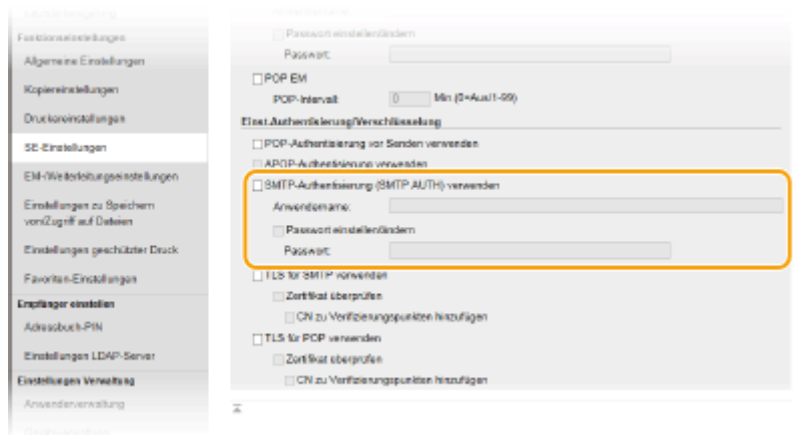 Funktionseinstellungen
Allgemeine Einstellungen
Kopiereinstellungen
Druckereinstellungen
SE-Einstellungen
EM-/Weiterleitungseinstellungen
Einstellungen zu Speichern
von/Zugriff auf Dateien
Einstellungen geschützter Druck
Favoriten-Einstellungen
Empfänger einstellen
Adressbuch-PIN
Einstellungen LDAP-Server
Einstellungen Verwaltung
Anwenderverwaltung
Passwort einstellen/ändern
Passwort:
POP EM
POP-Intervall: 0 Min (0=Aus/1-99)
Einst.Authentisierung/Verschlüsselung
POP-Authentisierung vor Senden verwenden
APOP-Authentisierung verwenden
SMTP-Authentisierung (SMTP AUTH) verwenden
Anwendername:
Passwort einstellen/ändern
Passwort:
TLS für SMTP verwenden
Zertifikat überprüfen
CN zu Verifizierungspunkten hinzufügen
TLS für POP verwenden
Zertifikat überprüfen
CN zu Verifizierungspunkten hinzufügen